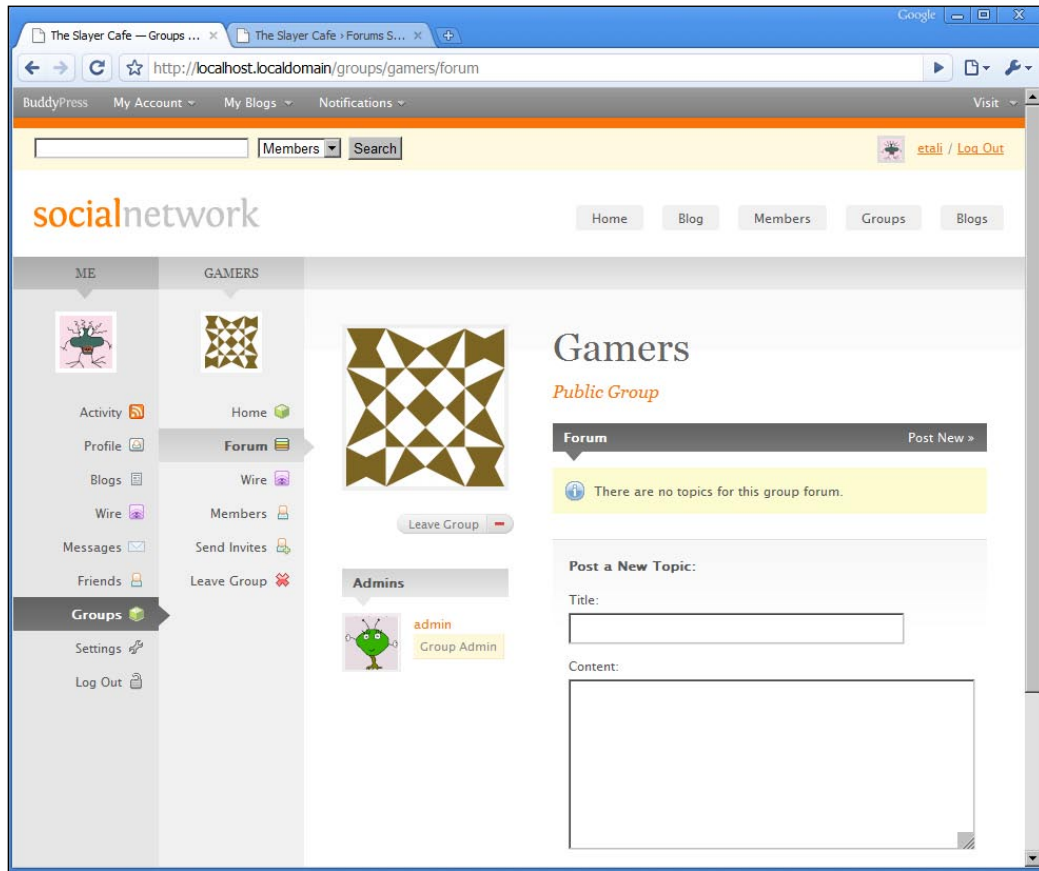 Google
The Slayer Cafe — Groups ...
The Slayer Cafe › Forums S...
http://localhost.localdomain/groups/gamers/forum
BuddyPress My Account My Blogs Notifications Visit
Members Search etali / Log Out
socialnetwork
Home Blog Members Groups Blogs
ME GAMERS
Activity
Profile
Blogs
Wire
Messages
Friends
Groups
Settings
Log Out
Home
Forum
Wire
Members
Send Invites
Leave Group
Leave Group
Admins
admin
Group Admin
Gamers
Public Group
Forum Post New »
There are no topics for this group forum.
Post a New Topic:
Title:
Content: